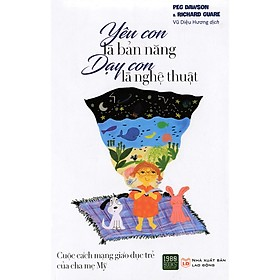 PEG DAWSON
& RICHARD GUARE
Vũ Diệu Hương dịch
Yêu con
là bản năng
Dạy con
là nghệ thuật
Cuộc cách mạng giáo dục trẻ
của cha mẹ Mỹ
1980
BOOKS
NHÀ XUẤT BẢN
LAO ĐỘNG